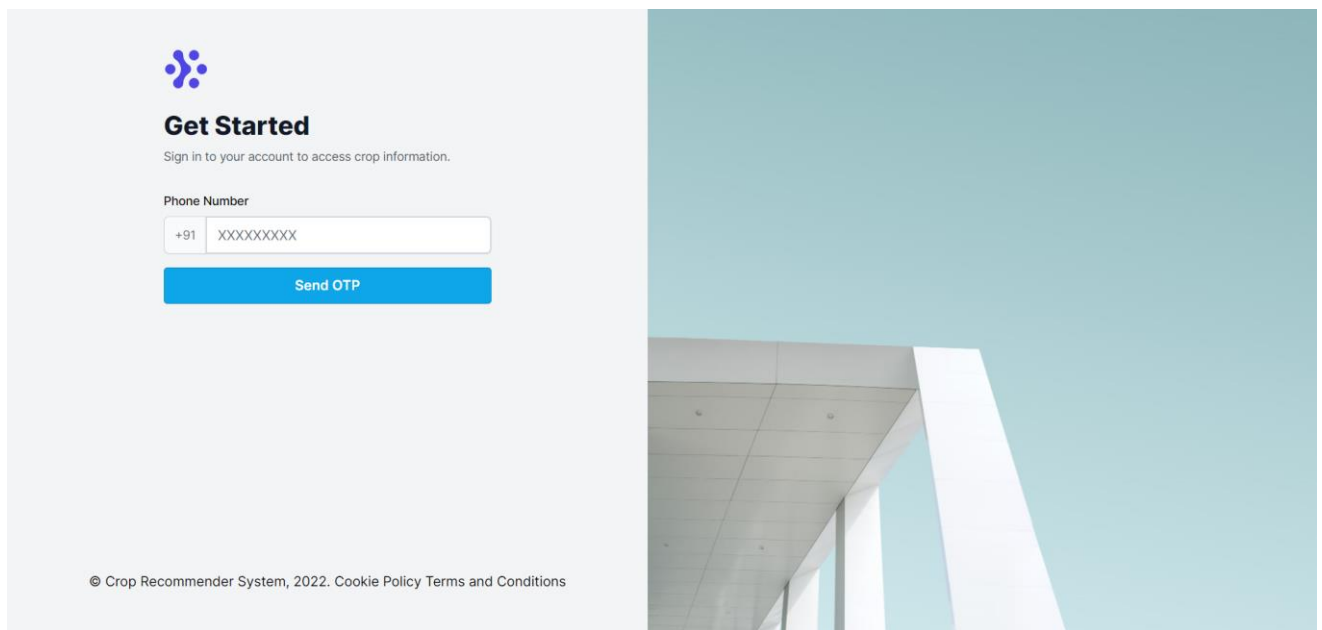 Get Started
Sign in to your account to access crop information.
Phone Number
+91 XXXXXXXXX
Send OTP
© Crop Recommender System, 2022. Cookie Policy Terms and Conditions